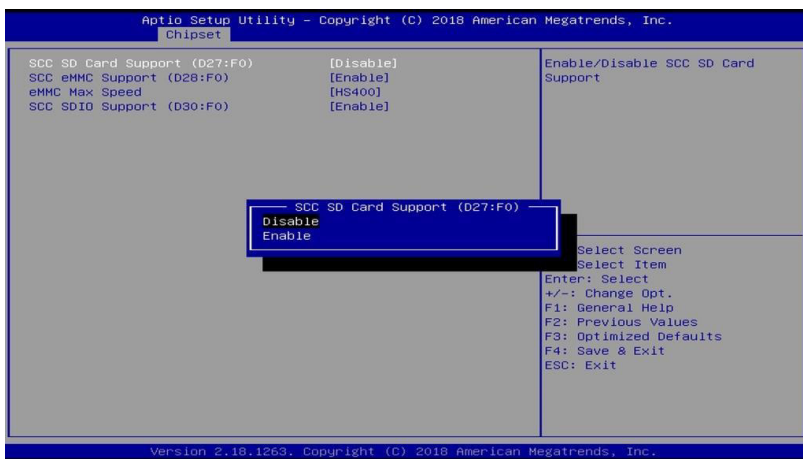 Aptio Setup Utility – Copyright (C) 2018 American Megatrends, Inc.
Chipset
SCC SD Card Support (D27:F0) [Disable]
SCC eMMC Support (D28:F0) [Enable]
eMMC Max Speed [HS400]
SCC SDIO Support (D30:F0) [Enable]
Enable/Disable SCC SD Card
Support
SCC SD Card Support (D27:F0)
Disable
Enable
Select Screen
Select Item
Enter: Select
+/-: Change Opt.
F1: General Help
F2: Previous Values
F3: Optimized Defaults
F4: Save & Exit
ESC: Exit
Version 2.18.1263. Copyright (C) 2018 American Megatrends, Inc.